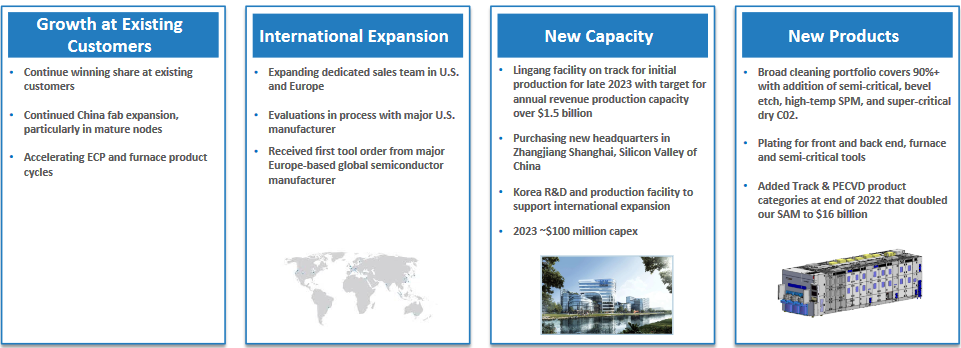 Growth at Existing
Customers
• Continue winning share at existing
customers
• Continued China fab expansion,
particularly in mature nodes
• Accelerating ECP and furnace product
cycles
International Expansion
• Expanding dedicated sales team in U.S.
and Europe
• Evaluations in process with major U.S.
manufacturer
• Received first tool order from major
Europe-based global semiconductor
manufacturer
New Capacity
• Lingang facility on track for initial
production for late 2023 with target for
annual revenue production capacity
over $1.5 billion
• Purchasing new headquarters in
Zhangjiang Shanghai, Silicon Valley of
China
• Korea R&D and production facility to
support international expansion
• 2023 ~$100 million capex
New Products
• Broad cleaning portfolio covers 90%+
with addition of semi-critical, bevel
etch, high-temp SPM, and super-critical
dry C02.
• Plating for front and back end, furnace
and semi-critical tools
• Added Track & PECVD product
categories at end of 2022 that doubled
our SAM to $16 billion